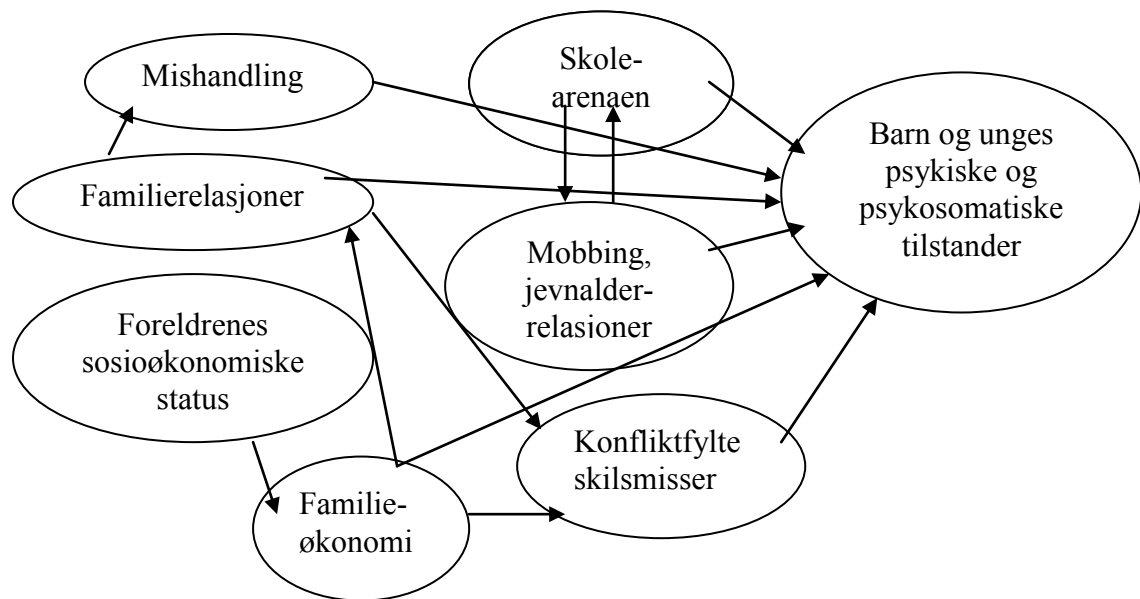 Mishandling
Skole-
arenaen
Barn og unges
psykiske og
psykosomatiske
tilstander
Familierelasjoner
Mobbing,
jevnalder-
relasjoner
Foreldrenes
sosioøkonomiske
status
Konfliktfylte
skilsmisser
Familie-
økonomi